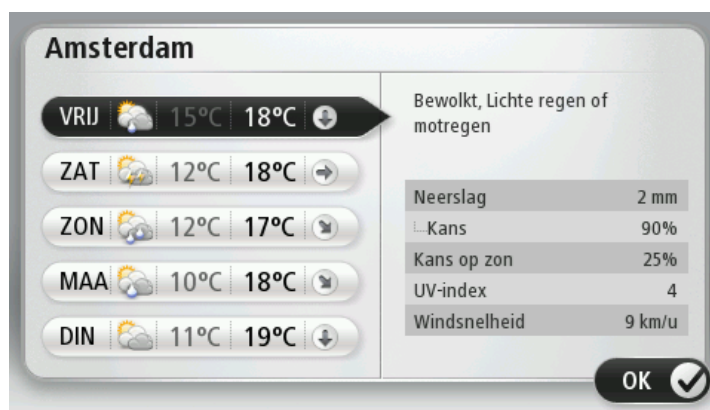 Amsterdam
VRIJ 15°C 18°C
ZAT 12°C 18°C
ZON 12°C 17°C
MAA 10°C 18°C
DIN 11°C 19°C
Bewolkt, Lichte regen of
motregen
Neerslag 2 mm
Kans 90%
Kans op zon 25%
UV-index 4
Windsnelheid 9 km/u
OK